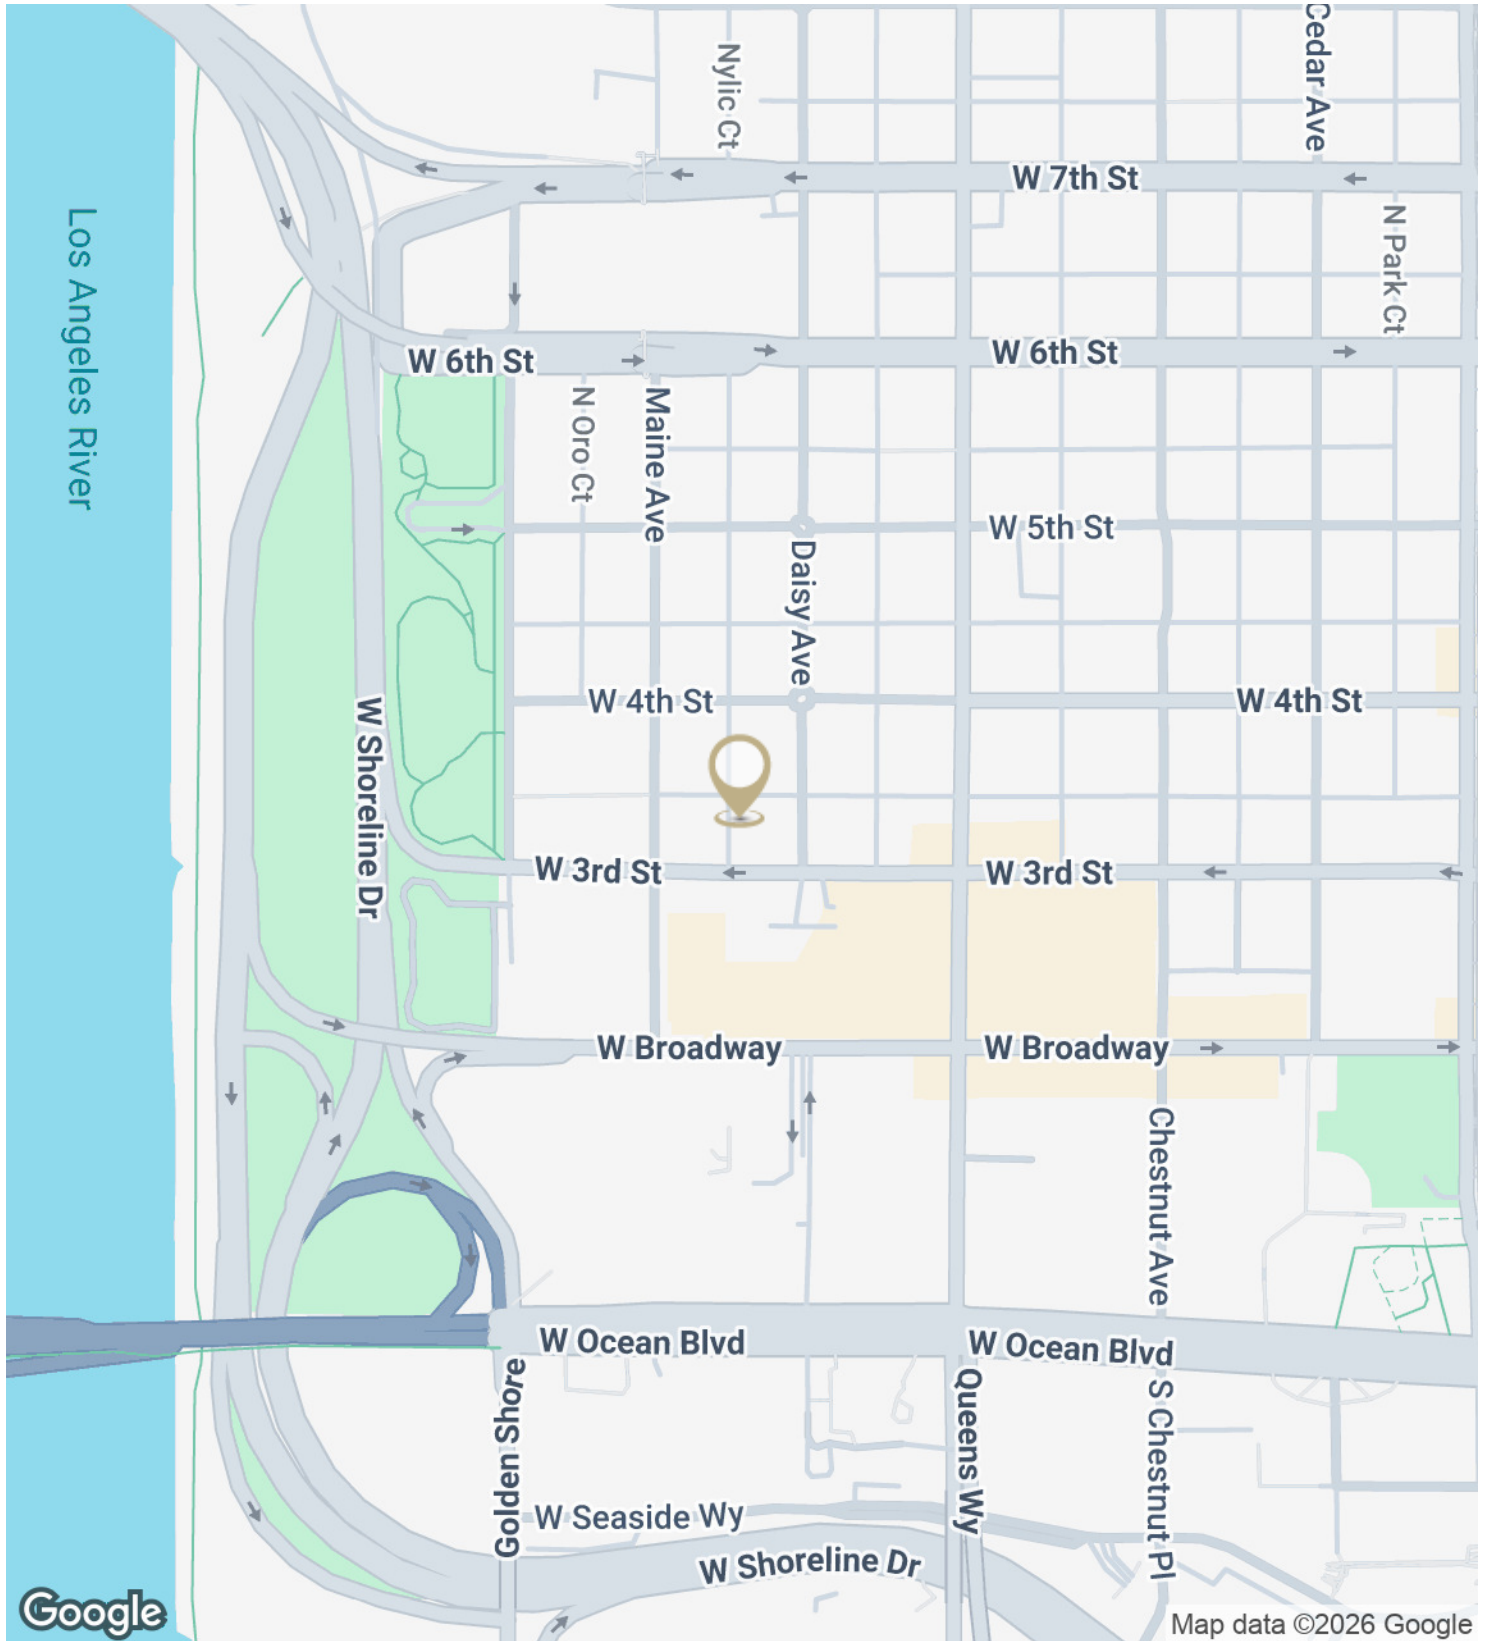 Cedar Ave
Nylic Ct
W 7th St
Los Angeles River
N Park Ct
W 6th St
W 6th St
N Oro Ct
Maine Ave
W 5th St
Daisy Ave
W 4th St
W 4th St
W Shoreline Dr
W 3rd St
W 3rd St
W Broadway
W Broadway
Chestnut Ave
W Ocean Blvd
W Ocean Blvd
Golden Shore
Queens Wy
S Chestnut Pl
W Seaside Wy
W Shoreline Dr
Google
Map data ©2026 Google